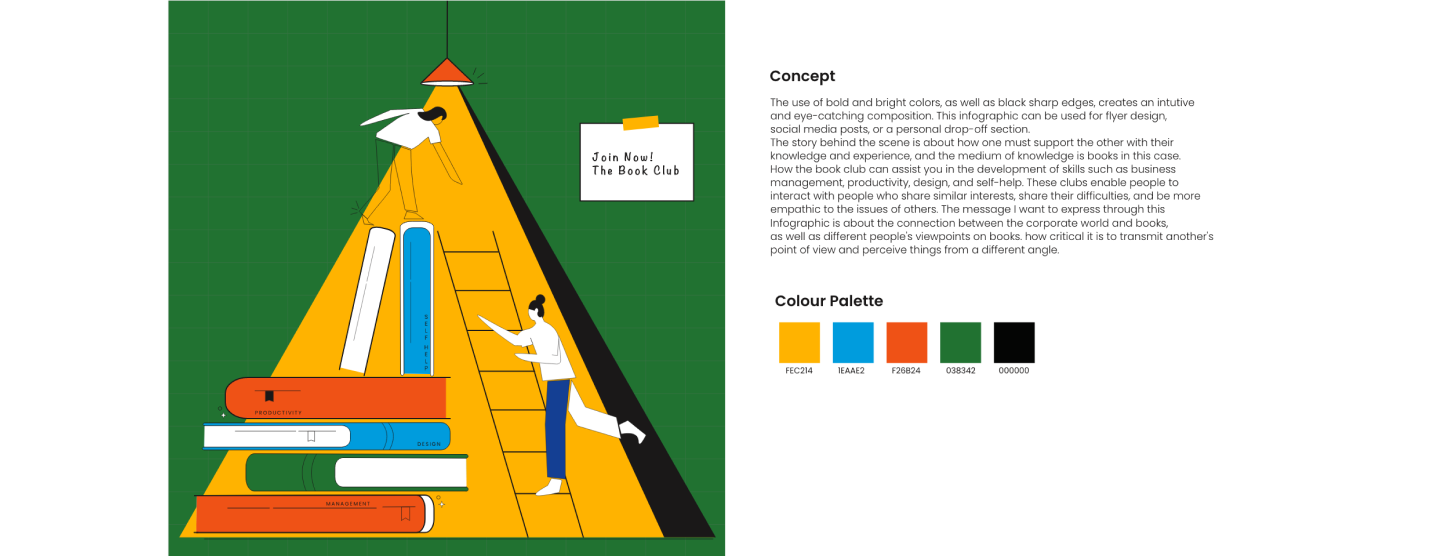 Join Now!
The Book Club
SELF HELP
PRODUCTIVITY
DESIGN
MANAGEMENT
Concept
The use of bold and bright colors, as well as black sharp edges, creates an intutive
and eye-catching composition. This infographic can be used for flyer design,
social media posts, or a personal drop-off section.
The story behind the scene is about how one must support the other with their
knowledge and experience, and the medium of knowledge is books in this case.
How the book club can assist you in the development of skills such as business
management, productivity, design, and self-help. These clubs enable people to
interact with people who share similar interests, share their difficulties, and be more
empathic to the issues of others. The message I want to express through this
Infographic is about the connection between the corporate world and books,
as well as different people's viewpoints on books. how critical it is to transmit another's
point of view and perceive things from a different angle.
Colour Palette
FEC214 1EAAE2 F26B24 038342 000000